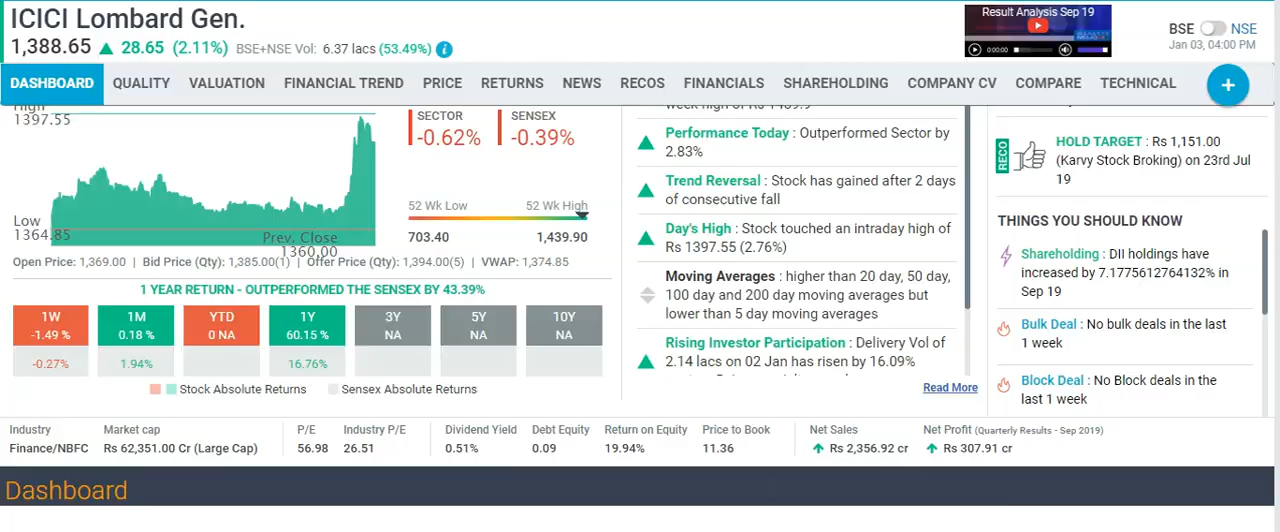 ICICI Lombard Gen.
1,388.65 28.65 (2.11%) BSE+NSE Vol: 6.37 lacs (53.49%) i
Result Analysis Sep 19
0:00:00
BSE NSE
Jan 03, 04:00 PM
DASHBOARD QUALITY VALUATION FINANCIAL TREND PRICE RETURNS NEWS RECOS FINANCIALS SHAREHOLDING COMPANY CV COMPARE TECHNICAL +
High
1397.55
Low
1364.85
Prev. Close
1360.00
SECTOR
-0.62%
SENSEX
-0.39%
52 Wk Low 52 Wk High
703.40 1,439.90
Open Price: 1,369.00 | Bid Price (Qty): 1,385.00(1) | Offer Price (Qty): 1,394.00(5) | VWAP: 1,374.85
1 YEAR RETURN - OUTPERFORMED THE SENSEX BY 43.39%
1W 1M YTD 1Y 3Y 5Y 10Y
-1.49 % 0.18 % 0 NA 60.15 % NA NA NA
-0.27% 1.94% 16.76%
Stock Absolute Returns Sensex Absolute Returns
week high of Rs 1439.9
Performance Today : Outperformed Sector by
2.83%
Trend Reversal : Stock has gained after 2 days
of consecutive fall
Day's High : Stock touched an intraday high of
Rs 1397.55 (2.76%)
Moving Averages : higher than 20 day, 50 day,
100 day and 200 day moving averages but
lower than 5 day moving averages
Rising Investor Participation : Delivery Vol of
2.14 lacs on 02 Jan has risen by 16.09%
Read More
RECO
HOLD TARGET : Rs 1,151.00
(Karvy Stock Broking) on 23rd Jul
19
THINGS YOU SHOULD KNOW
Shareholding : DII holdings have
increased by 7.1775612764132% in
Sep 19
Bulk Deal : No bulk deals in the last
1 week
Block Deal : No Block deals in the
last 1 week
Industry Market cap P/E Industry P/E Dividend Yield Debt Equity Return on Equity Price to Book Net Sales Net Profit (Quarterly Results - Sep 2019)
Finance/NBFC Rs 62,351.00 Cr (Large Cap) 56.98 26.51 0.51% 0.09 19.94% 11.36 Rs 2,356.92 cr Rs 307.91 cr
Dashboard